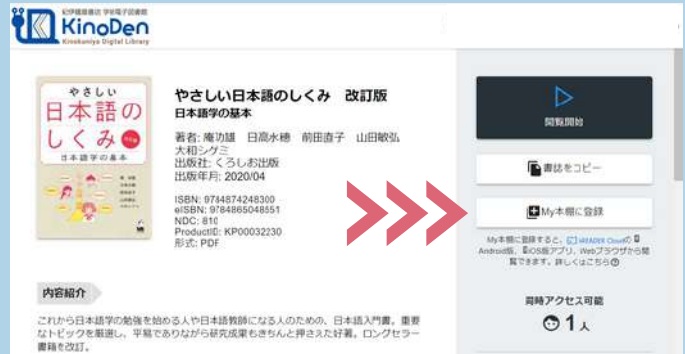 紀伊國屋書店 学術電子図書館
KinoDen
Kinokuniya Digital Library
やさしい
日本語の
しくみ
日本語学の基本
やさしい日本語のしくみ 改訂版
日本語学の基本
著者: 庵功雄 日高水穂 前田直子 山田敏弘
大和シゲミ
出版社: くろしお出版
出版年月: 2020/04
ISBN: 9784874248300
eISBN: 9784865048551
NDC: 810
ProductID: KP00032230
形式: PDF
内容紹介
これから日本語学の勉強を始める人や日本語教師になる人のための、日本語入門書。重要
なトピックを厳選し、平易でありながら研究成果もきちんと押さえた好著。ロングセラー
書籍を改訂。
閲覧開始
書誌をコピー
My本棚に登録
My本棚に登録すると、bREADER Cloudの
Android版、iOS版アプリ、Webブラウザから閲
覧できます。詳しくはこちら
同時アクセス可能
1人